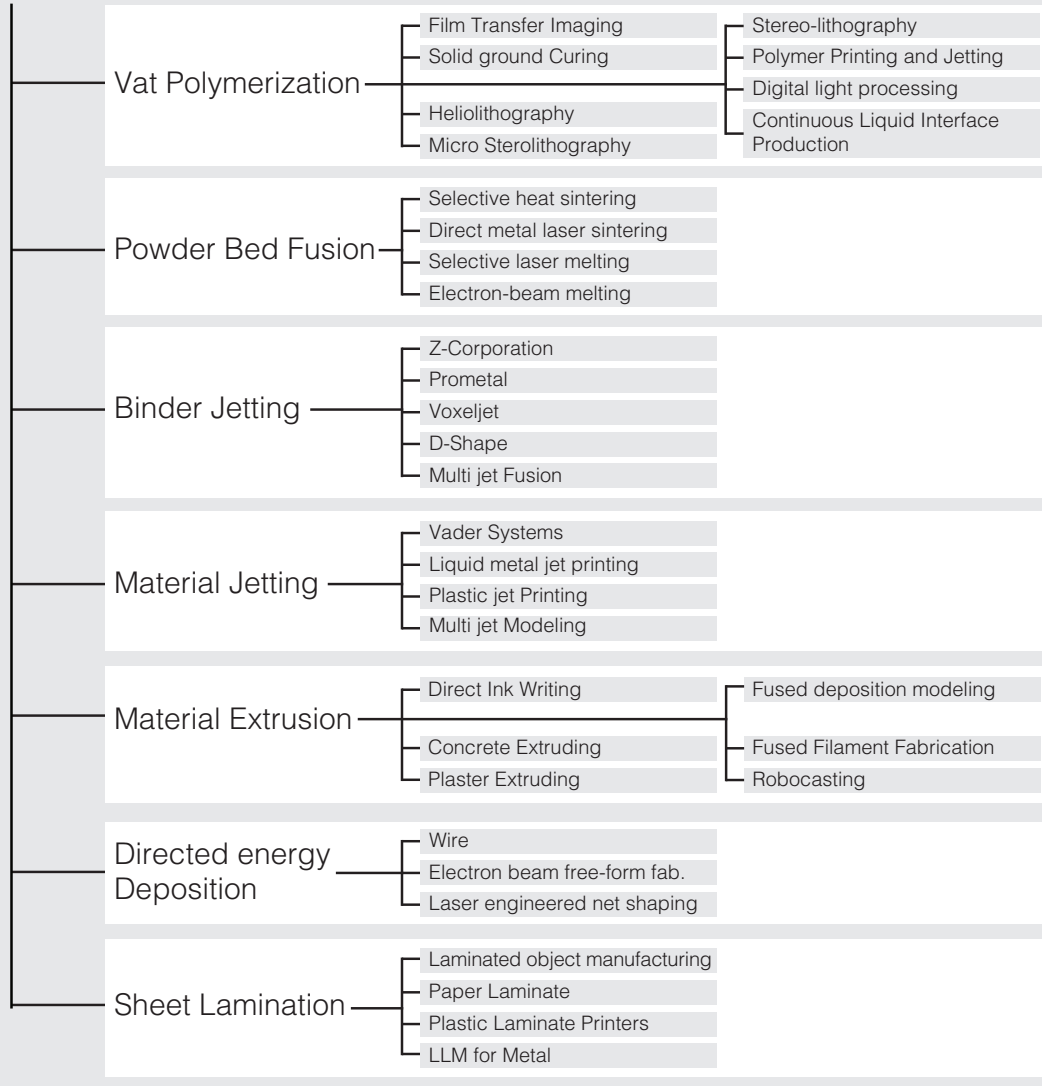 Vat Polymerization
Film Transfer Imaging
Solid ground Curing
Heliolithography
Micro Sterolithography
Stereo-lithography
Polymer Printing and Jetting
Digital light processing
Continuous Liquid Interface
Production
Powder Bed Fusion
Selective heat sintering
Direct metal laser sintering
Selective laser melting
Electron-beam melting
Binder Jetting
Z-Corporation
Prometal
Voxeljet
D-Shape
Multi jet Fusion
Material Jetting
Vader Systems
Liquid metal jet printing
Plastic jet Printing
Multi jet Modeling
Material Extrusion
Direct Ink Writing
Concrete Extruding
Plaster Extruding
Fused deposition modeling
Fused Filament Fabrication
Robocasting
Directed energy
Deposition
Wire
Electron beam free-form fab.
Laser engineered net shaping
Sheet Lamination
Laminated object manufacturing
Paper Laminate
Plastic Laminate Printers
LLM for Metal